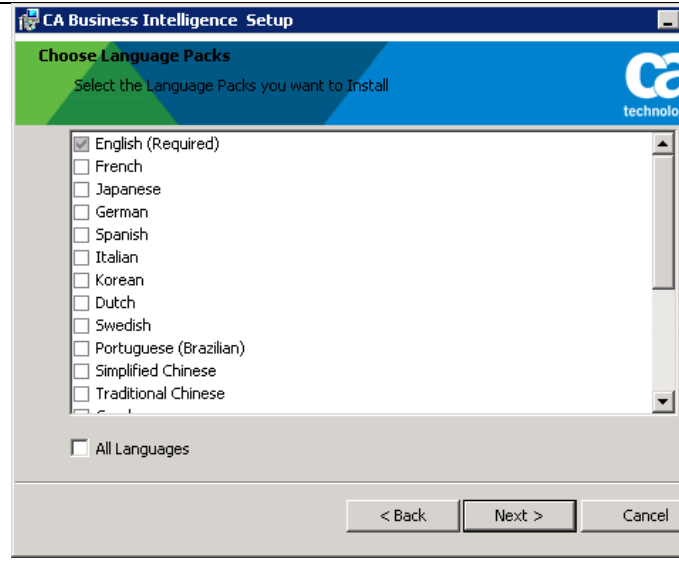 CA Business Intelligence Setup
Choose Language Packs
Select the Language Packs you want to Install
ca
technolo
English (Required)
French
Japanese
German
Spanish
Italian
Korean
Dutch
Swedish
Portuguese (Brazilian)
Simplified Chinese
Traditional Chinese
All Languages
< Back
Next >
Cancel